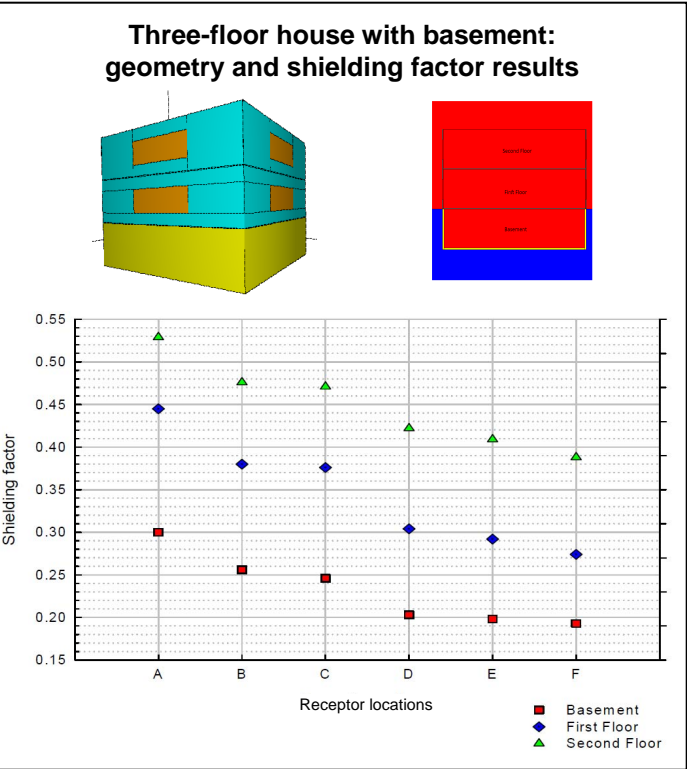 Three-floor house with basement:
geometry and shielding factor results
Second Floor
First Floor
Basement
0.55
0.50
0.45
0.40
0.35
0.30
0.25
0.20
0.15
Shielding factor
A B C D E F
Receptor locations
Basement
First Floor
Second Floor